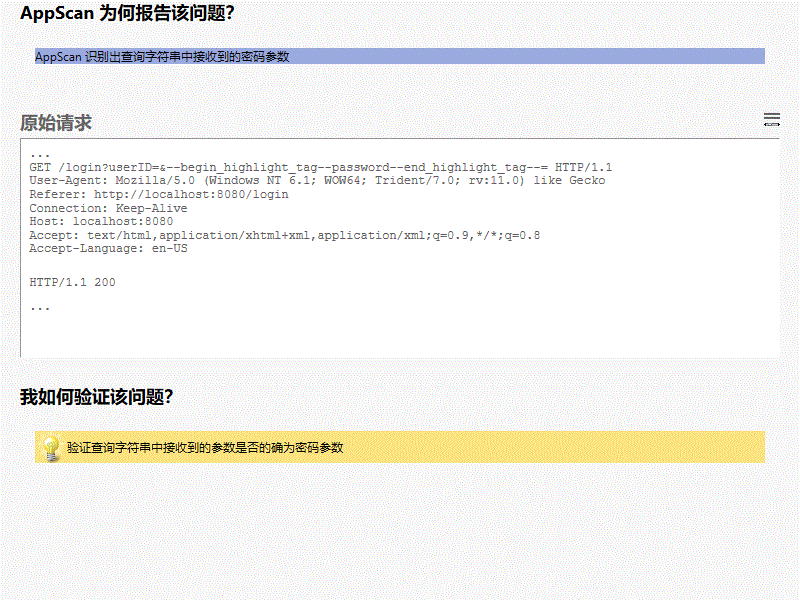 AppScan 为何报告该问题?
AppScan 识别出查询字符串中接收到的密码参数
原始请求
...
GET /login?userID=&--begin_highlight_tag--password--end_highlight_tag--= HTTP/1.1
User-Agent: Mozilla/5.0 (Windows NT 6.1; WOW64; Trident/7.0; rv:11.0) like Gecko
Referer: http://localhost:8080/login
Connection: Keep-Alive
Host: localhost:8080
Accept: text/html,application/xhtml+xml,application/xml;q=0.9,*/*;q=0.8
Accept-Language: en-US
HTTP/1.1 200
...
我如何验证该问题?
验证查询字符串中接收到的参数是否的确为密码参数